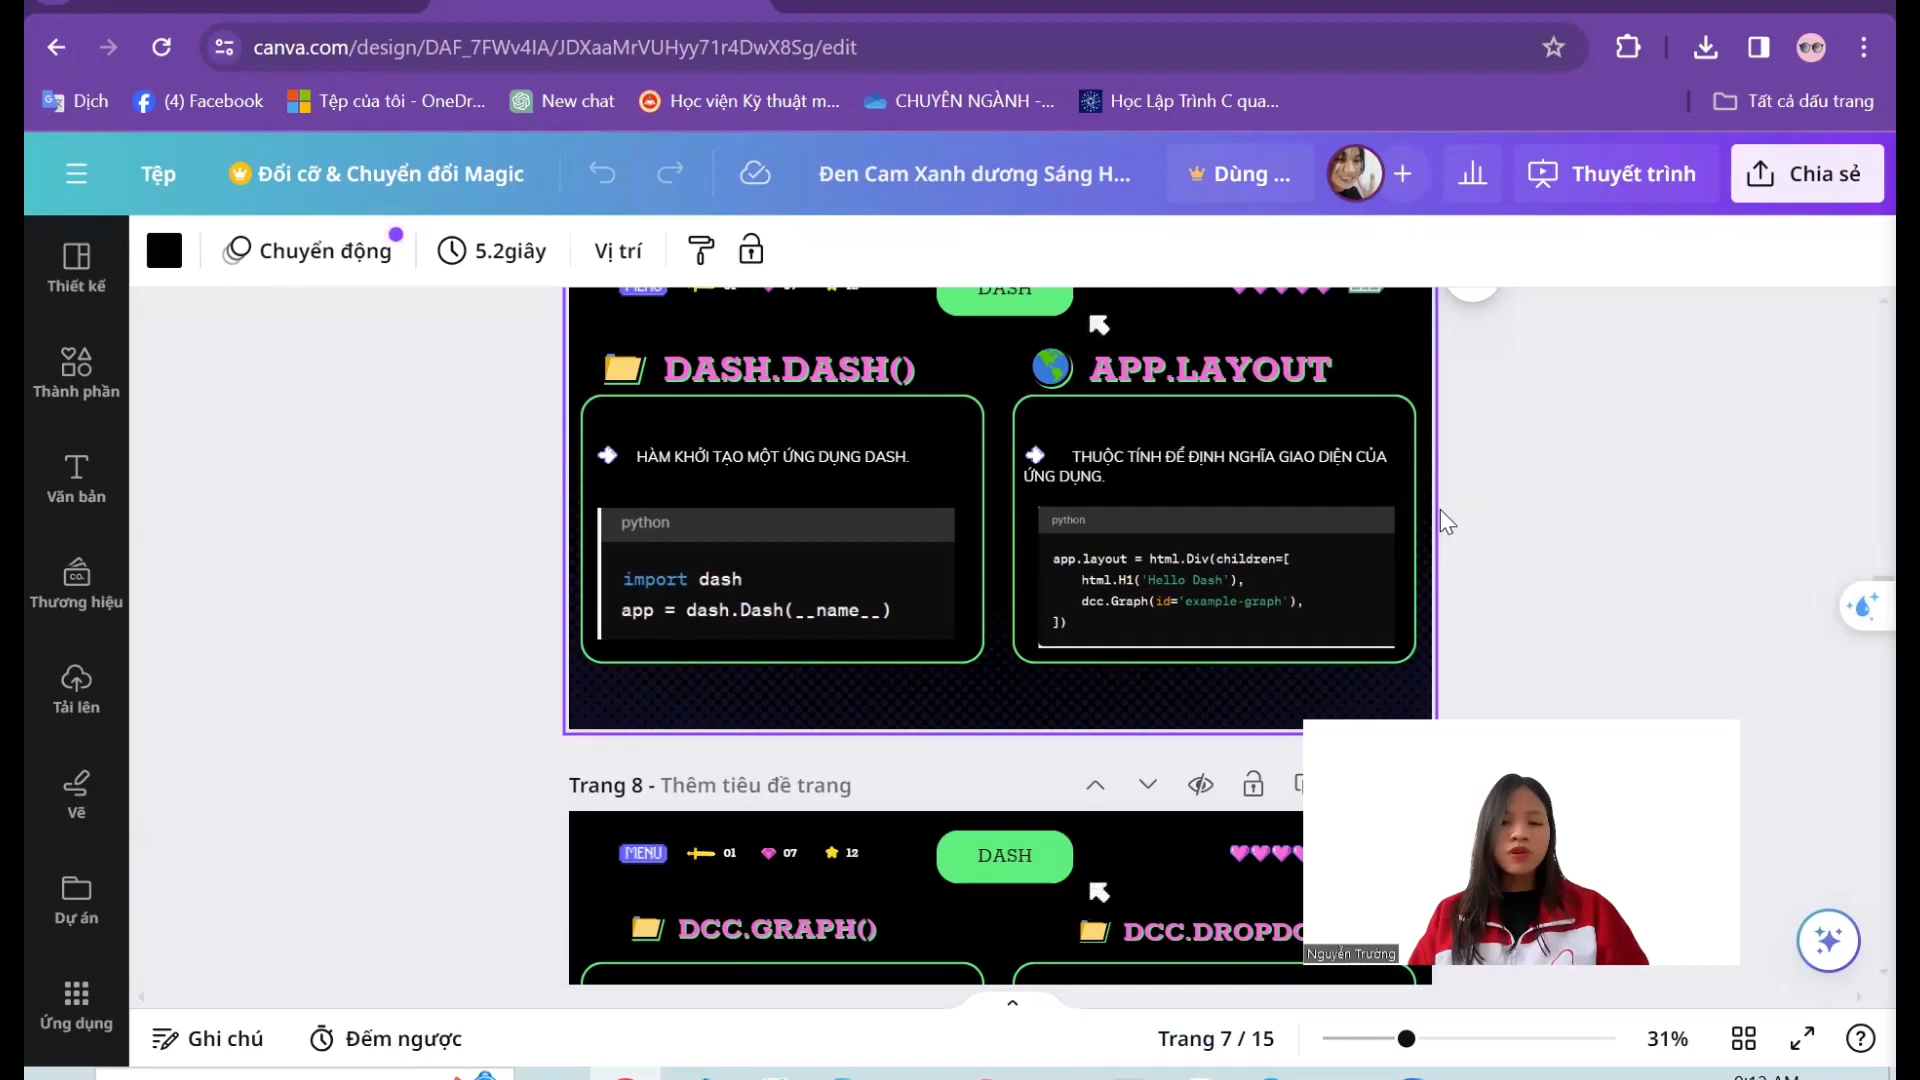 canva.com/design/DAF_7FWv4IA/JDXaaMrVUHyy71r4DwX8Sg/edit
Dịch
(4) Facebook
Tệp của tôi - OneDr...
New chat
Học viện Kỹ thuật m...
CHUYÊN NGÀNH -...
Học Lập Trình C qua...
Tất cả dấu trang
Tệp
Đổi cỡ & Chuyển đổi Magic
Đen Cam Xanh dương Sáng H...
Dùng ...
Thuyết trình
Chia sẻ
Chuyển động
5.2giây
Vị trí
Thiết kế
Thành phần
Văn bản
Thương hiệu
Tải lên
Vẽ
Dự án
Ứng dụng
MENU
DASH
DASH.DASH()
APP.LAYOUT
HÀM KHỞI TẠO MỘT ỨNG DỤNG DASH.
THUỘC TÍNH ĐỂ ĐỊNH NGHĨA GIAO DIỆN CỦA
ỨNG DỤNG.
python
import dash
app = dash.Dash(__name__)
python
app.layout = html.Div(children=[
html.H1('Hello Dash'),
dcc.Graph(id='example-graph'),
])
Trang 8 - Thêm tiêu đề trang
MENU
01
07
12
DASH
DCC.GRAPH()
DCC.DROPDO
Nguyễn Trường
Ghi chú
Đếm ngược
Trang 7 / 15
31%